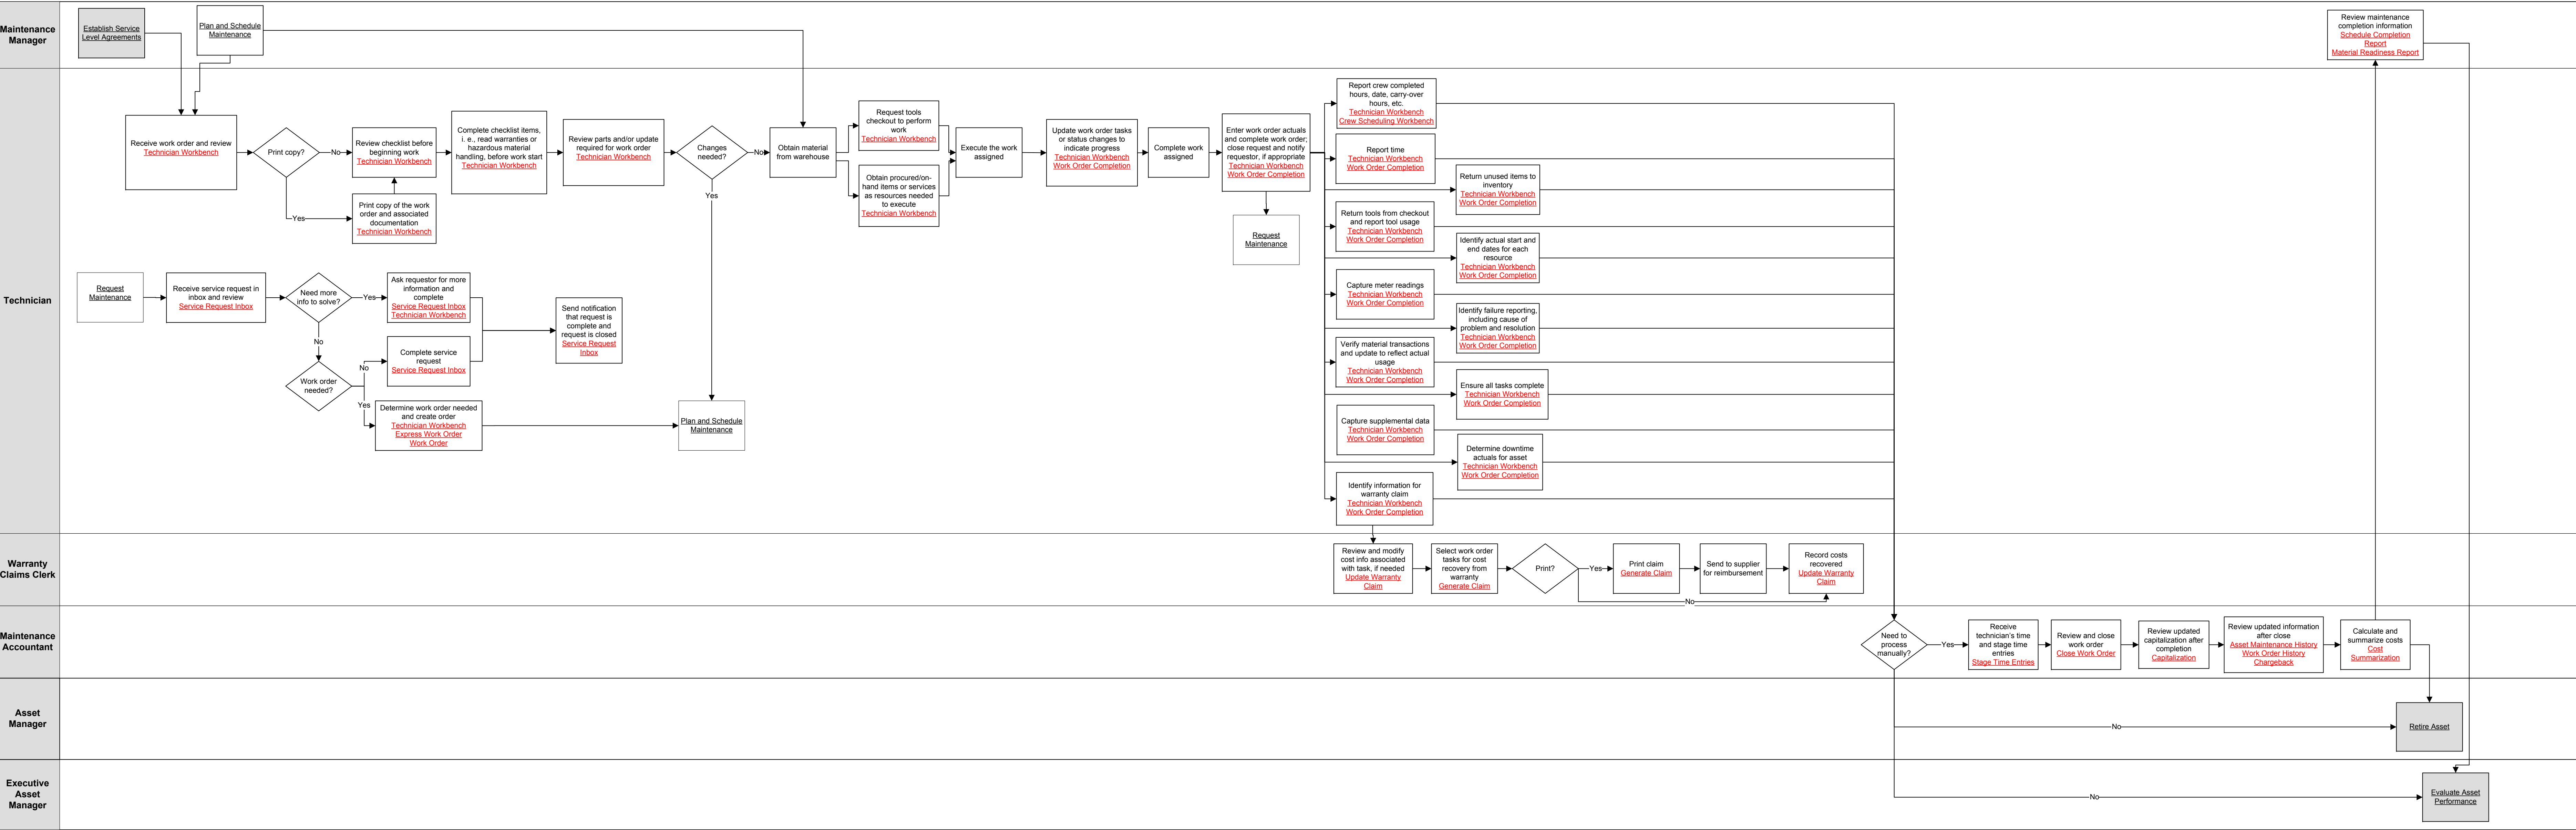 Maintenance
Manager
Establish Service
Level Agreements
Plan and Schedule
Maintenance
Review maintenance
completion information
Schedule Completion
Report
Material Readiness Report
Technician
Receive work order and review
Technician Workbench
Print copy?
No
Yes
Review checklist before
beginning work
Technician Workbench
Print copy of the work
order and associated
documentation
Technician Workbench
Complete checklist items,
i. e., read warranties or
hazardous material
handling, before work start
Technician Workbench
Review parts and/or update
required for work order
Technician Workbench
Changes
needed?
No
Yes
Obtain material
from warehouse
Request tools
checkout to perform
work
Technician Workbench
Obtain procured/on-
hand items or services
as resources needed
to execute
Technician Workbench
Execute the work
assigned
Update work order tasks
or status changes to
indicate progress
Technician Workbench
Work Order Completion
Complete work
assigned
Enter work order actuals
and complete work order;
close request and notify
requestor, if appropriate
Technician Workbench
Work Order Completion
Request
Maintenance
Report crew completed
hours, date, carry-over
hours, etc.
Technician Workbench
Crew Scheduling Workbench
Report time
Technician Workbench
Work Order Completion
Return unused items to
inventory
Technician Workbench
Work Order Completion
Return tools from checkout
and report tool usage
Technician Workbench
Work Order Completion
Identify actual start and
end dates for each
resource
Technician Workbench
Work Order Completion
Capture meter readings
Technician Workbench
Work Order Completion
Identify failure reporting,
including cause of
problem and resolution
Technician Workbench
Work Order Completion
Verify material transactions
and update to reflect actual
usage
Technician Workbench
Work Order Completion
Ensure all tasks complete
Technician Workbench
Work Order Completion
Capture supplemental data
Technician Workbench
Work Order Completion
Determine downtime
actuals for asset
Technician Workbench
Work Order Completion
Identify information for
warranty claim
Technician Workbench
Work Order Completion
Request
Maintenance
Receive service request in
inbox and review
Service Request Inbox
Need more
info to solve?
Yes
No
Ask requestor for more
information and
complete
Service Request Inbox
Technician Workbench
Send notification
that request is
complete and
request is closed
Service Request
Inbox
Work order
needed?
No
Yes
Complete service
request
Service Request Inbox
Determine work order needed
and create order
Technician Workbench
Express Work Order
Work Order
Plan and Schedule
Maintenance
Warranty
Claims Clerk
Review and modify
cost info associated
with task, if needed
Update Warranty
Claim
Select work order
tasks for cost
recovery from
warranty
Generate Claim
Print?
Yes
No
Print claim
Generate Claim
Send to supplier
for reimbursement
Record costs
recovered
Update Warranty
Claim
Maintenance
Accountant
Need to
process
manually?
Yes
Receive
technician's time
and stage time
entries
Stage Time Entries
Review and close
work order
Close Work Order
Review updated
capitalization after
completion
Capitalization
Review updated information
after close
Asset Maintenance History
Work Order History
Chargeback
Calculate and
summarize costs
Cost
Summarization
Asset
Manager
No
Retire Asset
Executive
Asset
Manager
No
Evaluate Asset
Performance